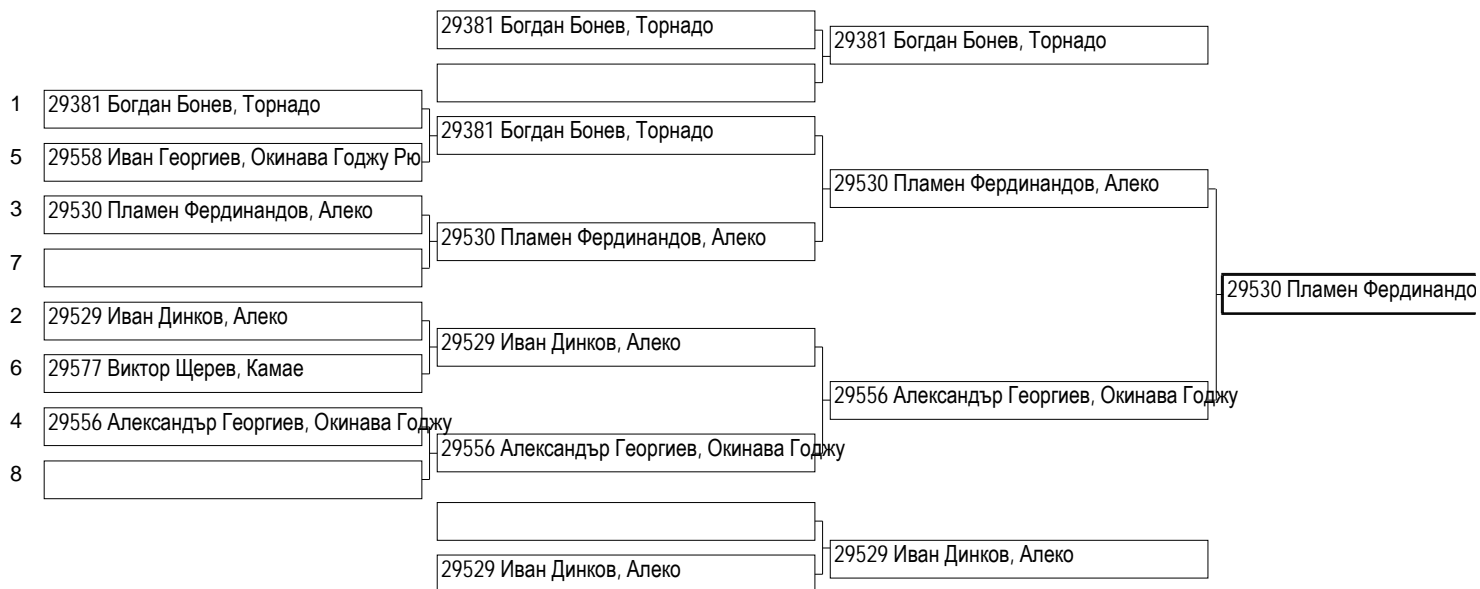 29381 Богдан Бонев, Торнадо
29381 Богдан Бонев, Торнадо
1 29381 Богдан Бонев, Торнадо
29381 Богдан Бонев, Торнадо
5 29558 Иван Георгиев, Окинава Годжу Рю
29530 Пламен Фердинандов, Алеко
3 29530 Пламен Фердинандов, Алеко
29530 Пламен Фердинандов, Алеко
7
29530 Пламен Фердинандо
2 29529 Иван Динков, Алеко
29529 Иван Динков, Алеко
6 29577 Виктор Щерев, Камае
29556 Александър Георгиев, Окинава Годжу
4 29556 Александър Георгиев, Окинава Годжу
29556 Александър Георгиев, Окинава Годжу
8
29529 Иван Динков, Алеко
29529 Иван Динков, Алеко